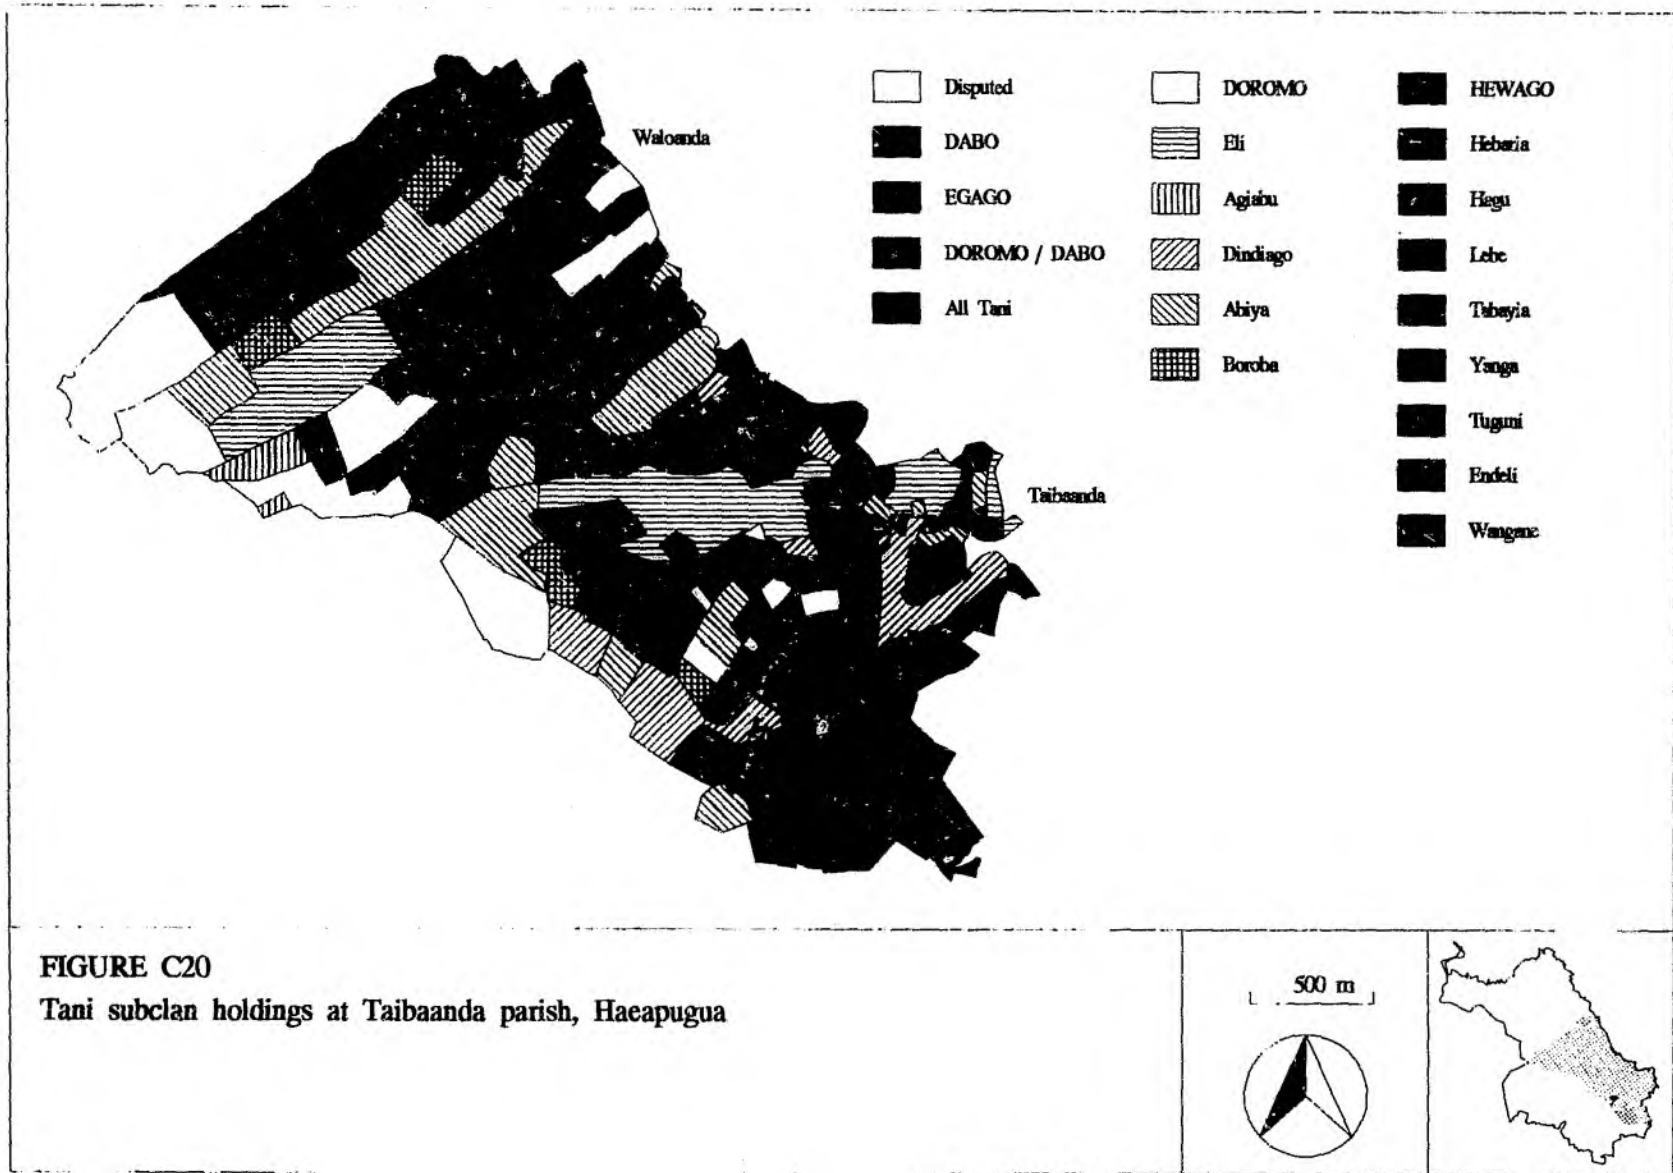 Waloanda
Taibaanda
Disputed
DABO
EGAGO
DOROMO / DABO
All Tani
DOROMO
Eli
Agiabu
Dindiago
Abiya
Boroba
HEWAGO
Hebaria
Hagu
Lebe
Tabayia
Yanga
Tuguni
Endeli
Wangane
FIGURE C20
Tani subclan holdings at Taibaanda parish, Haeapugua
500 m